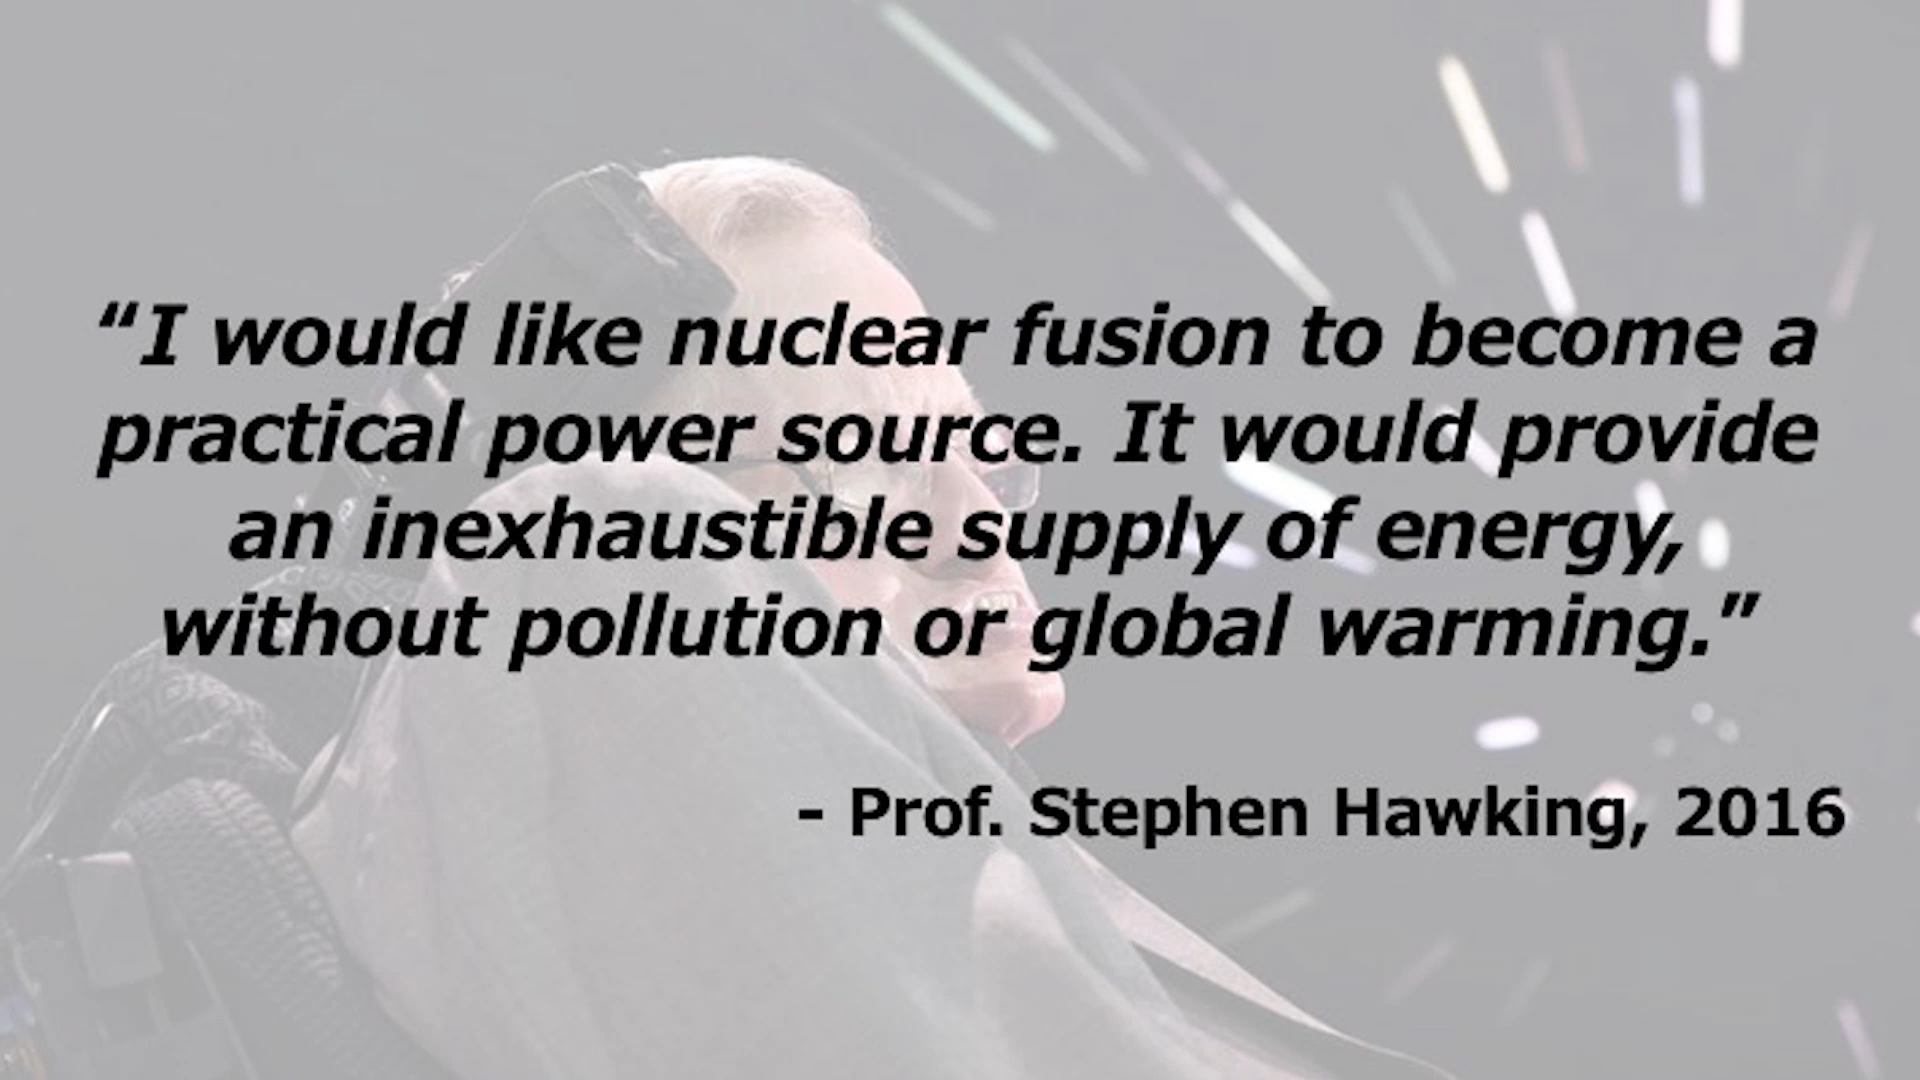 “I would like nuclear fusion to become a
practical power source. It would provide
an inexhaustible supply of energy,
without pollution or global warming.”
- Prof. Stephen Hawking, 2016